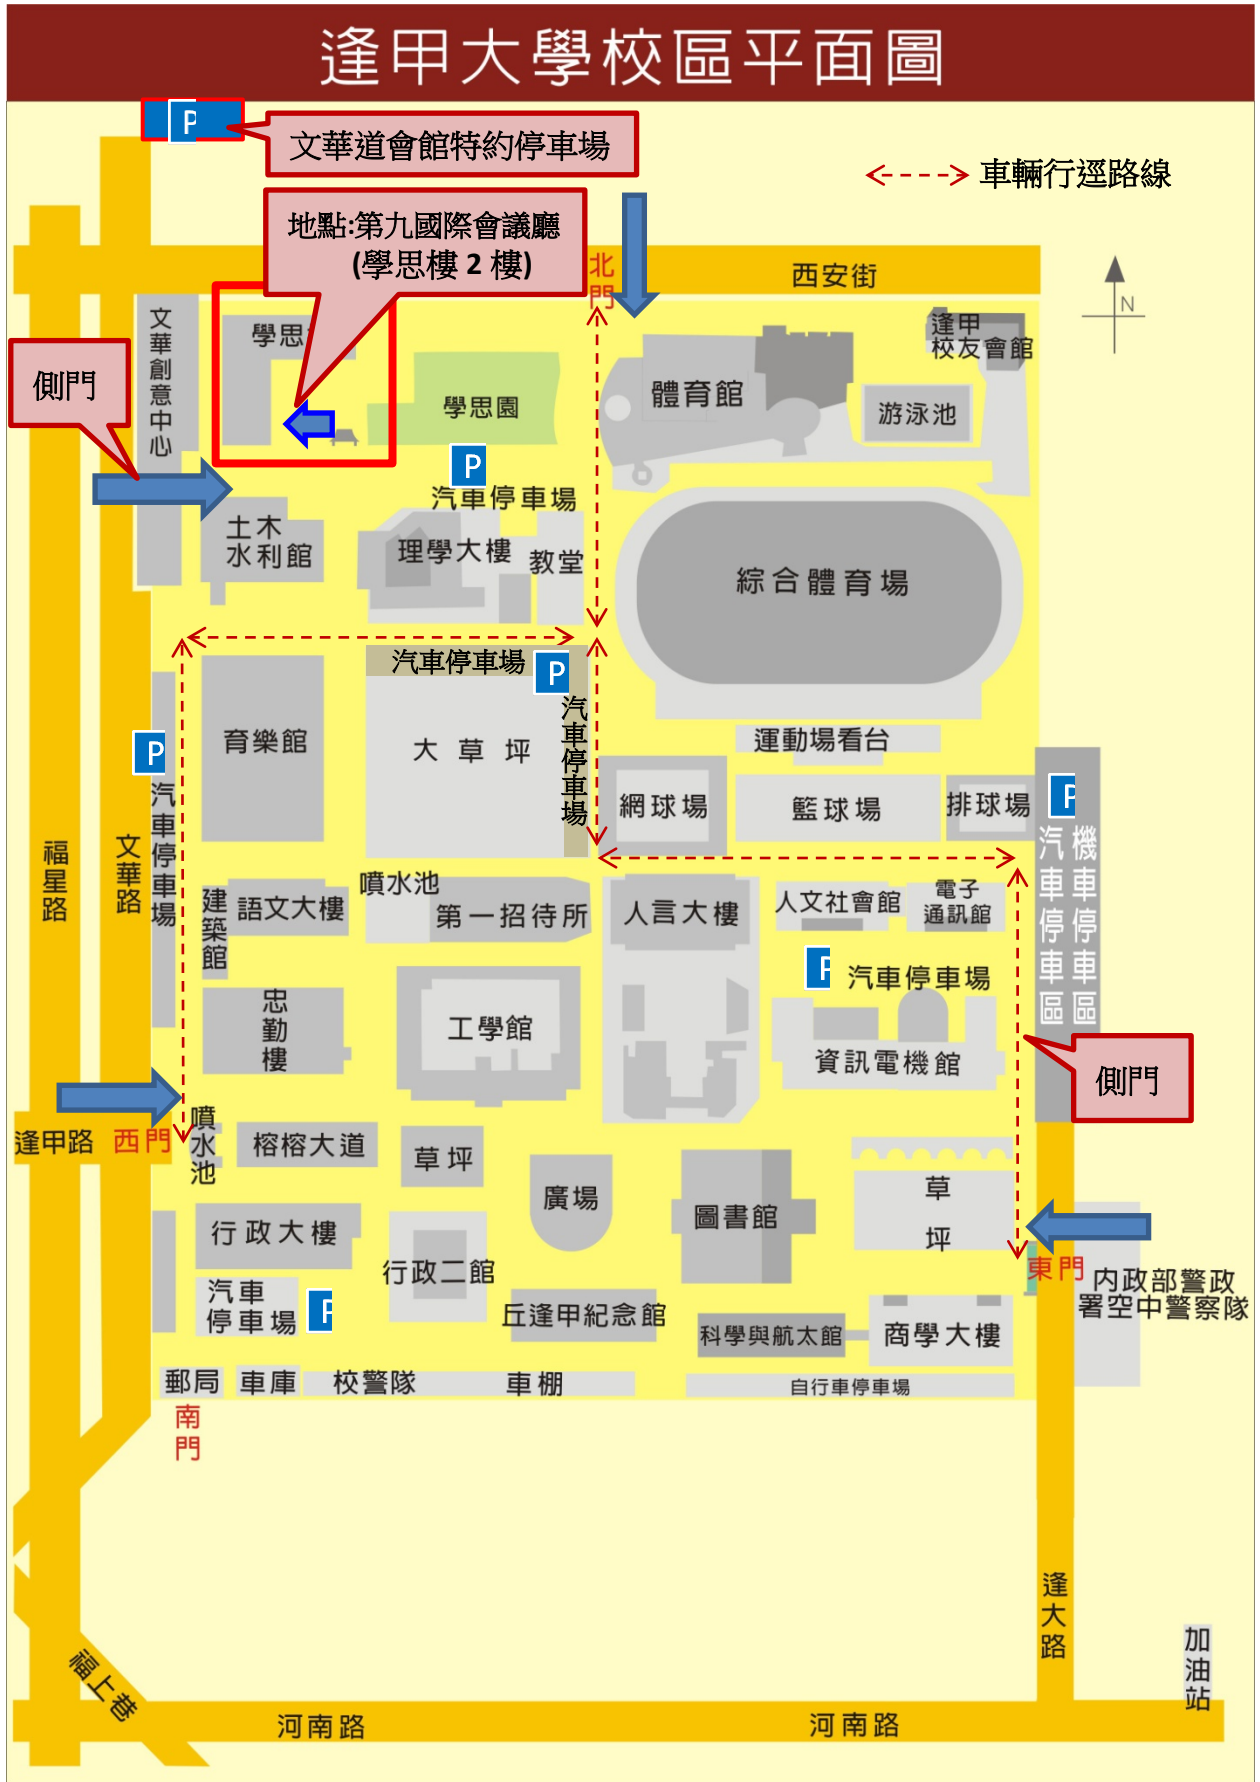 逢甲大學校區平面圖
P
文華道會館特約停車場
車輛行逕路線
地點:第九國際會議廳
(學思樓 2 樓)
北門
西安街
N
文華創意中心
學思
逢甲
校友會館
側門
學思園
體育館
游泳池
P
汽車停車場
土木
水利館
理學大樓
教堂
綜合體育場
汽車停車場
P
汽車停車場
育樂館
大草坪
運動場看台
P
汽車停車場
網球場
籃球場
排球場
P
汽車停車區
機車停車區
福星路
文華路
建築館
語文大樓
噴水池
第一招待所
人言大樓
人文社會館
電子
通訊館
P
汽車停車場
忠勤樓
工學館
資訊電機館
側門
逢甲路
西門
噴水池
榕榕大道
草坪
廣場
圖書館
草坪
行政大樓
行政二館
東門
內政部警政
署空中警察隊
汽車
停車場
P
丘逢甲紀念館
科學與航太館
商學大樓
郵局
車庫
校警隊
車棚
自行車停車場
南門
逢大路
加油站
福上巷
河南路
河南路